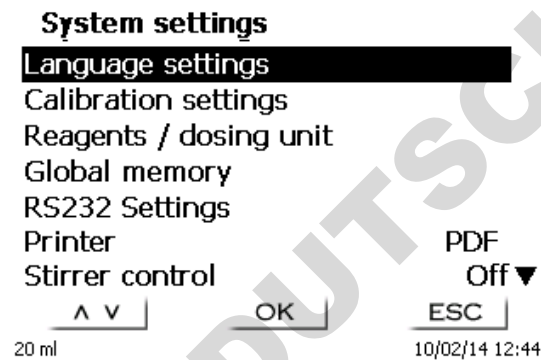 System settings
Language settings
Calibration settings
Reagents / dosing unit
Global memory
RS232 Settings
Printer PDF
Stirrer control Off ▼
∧ ∨ OK ESC
20 ml 10/02/14 12:44